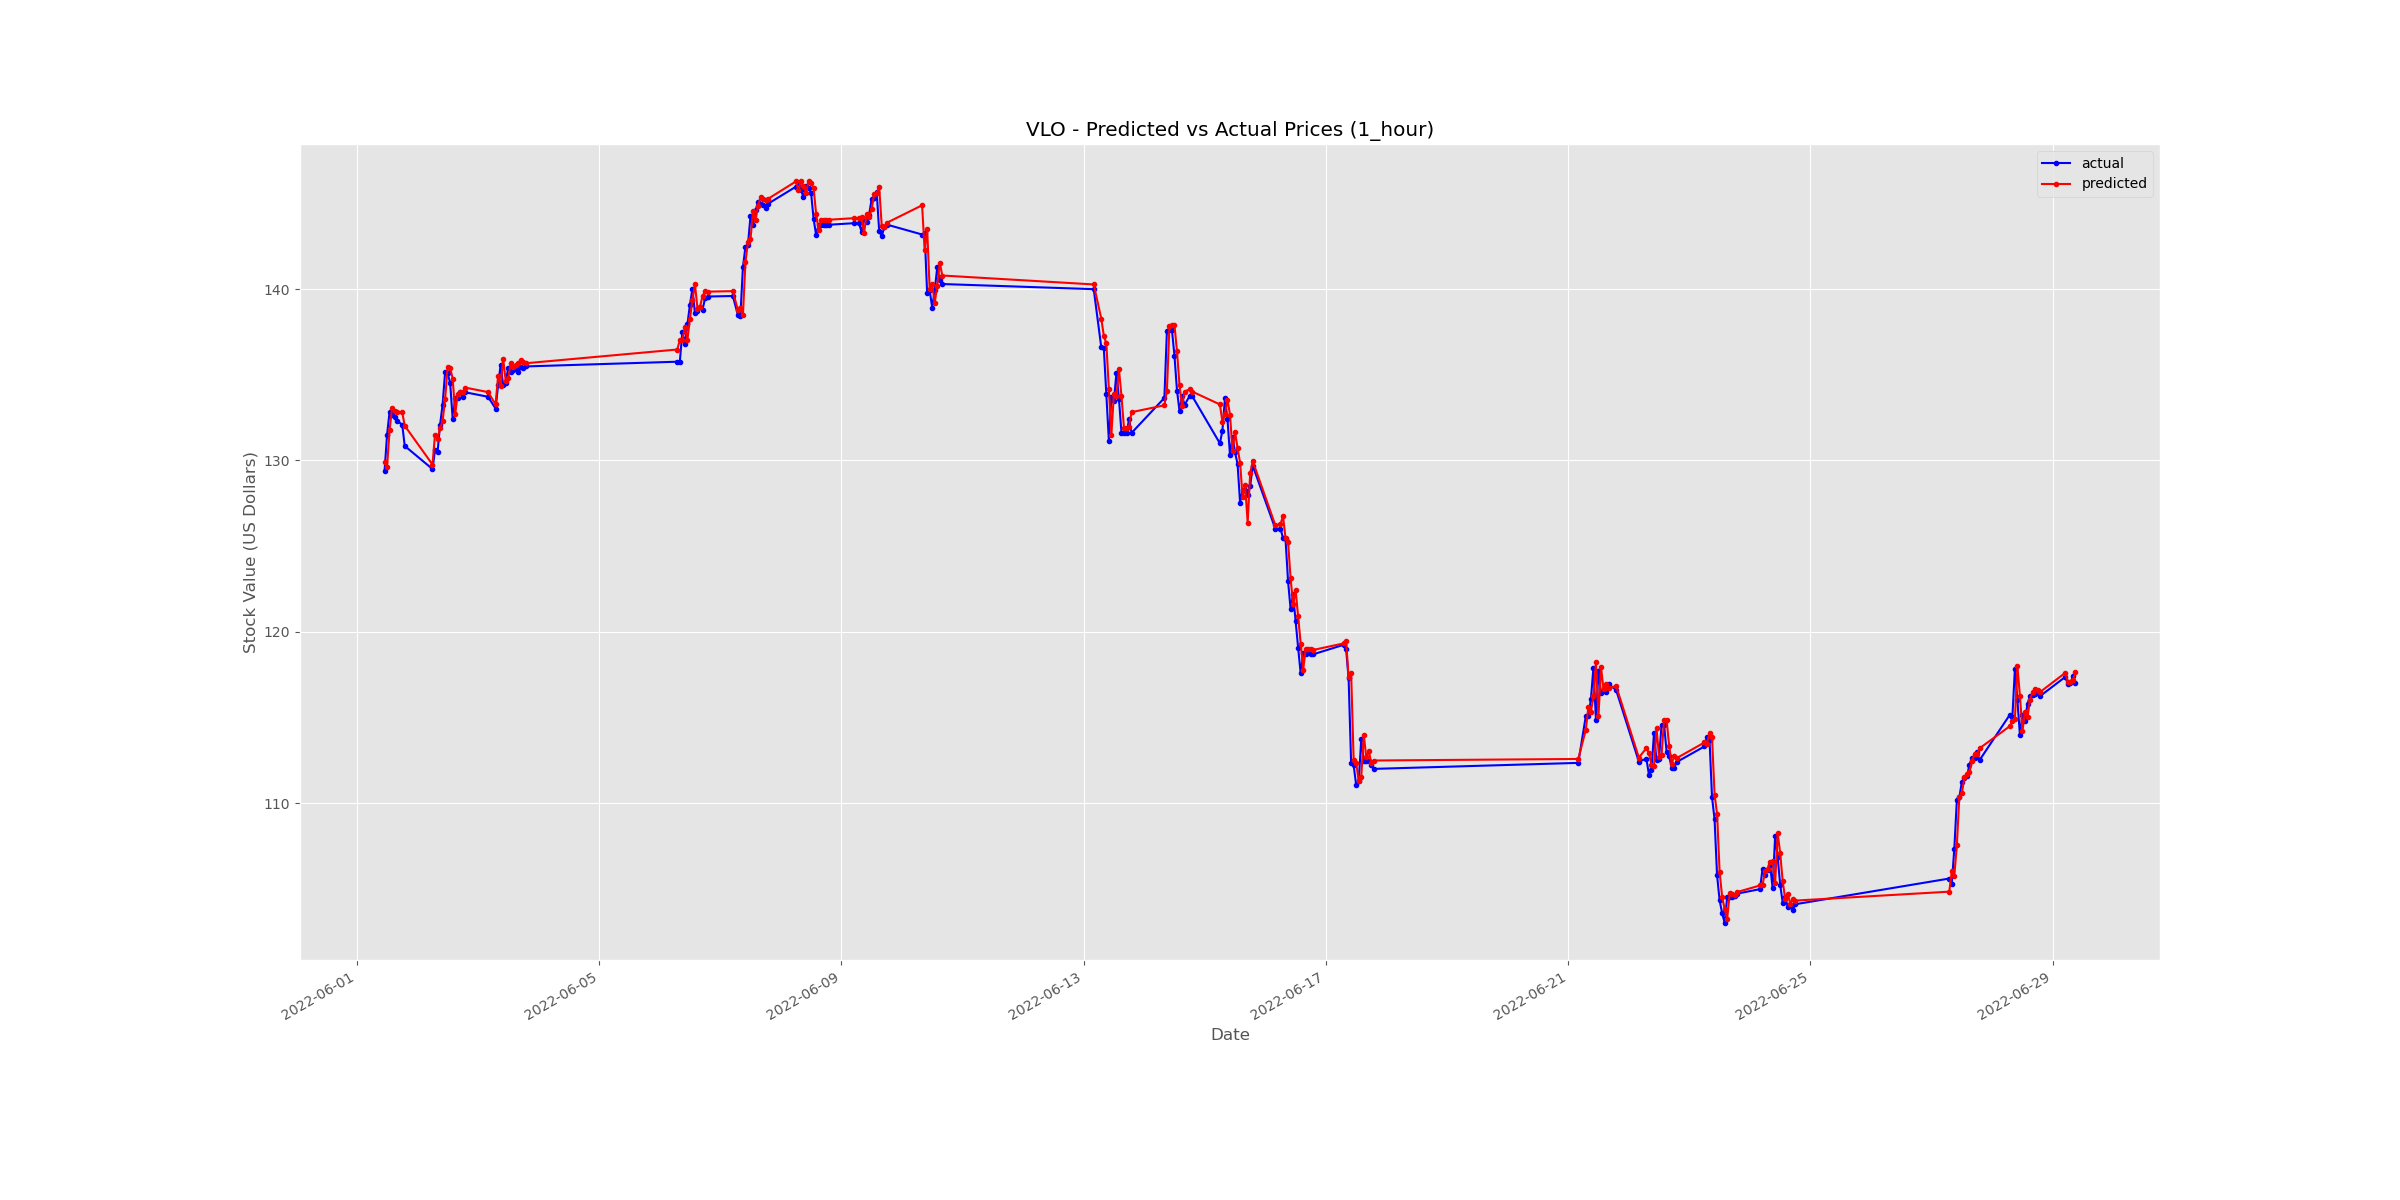 VLO - Predicted vs Actual Prices (1_hour)
actual
predicted
Stock Value (US Dollars)
140
130
120
110
2022-06-01
2022-06-05
2022-06-09
2022-06-13
2022-06-17
2022-06-21
2022-06-25
2022-06-29
Date